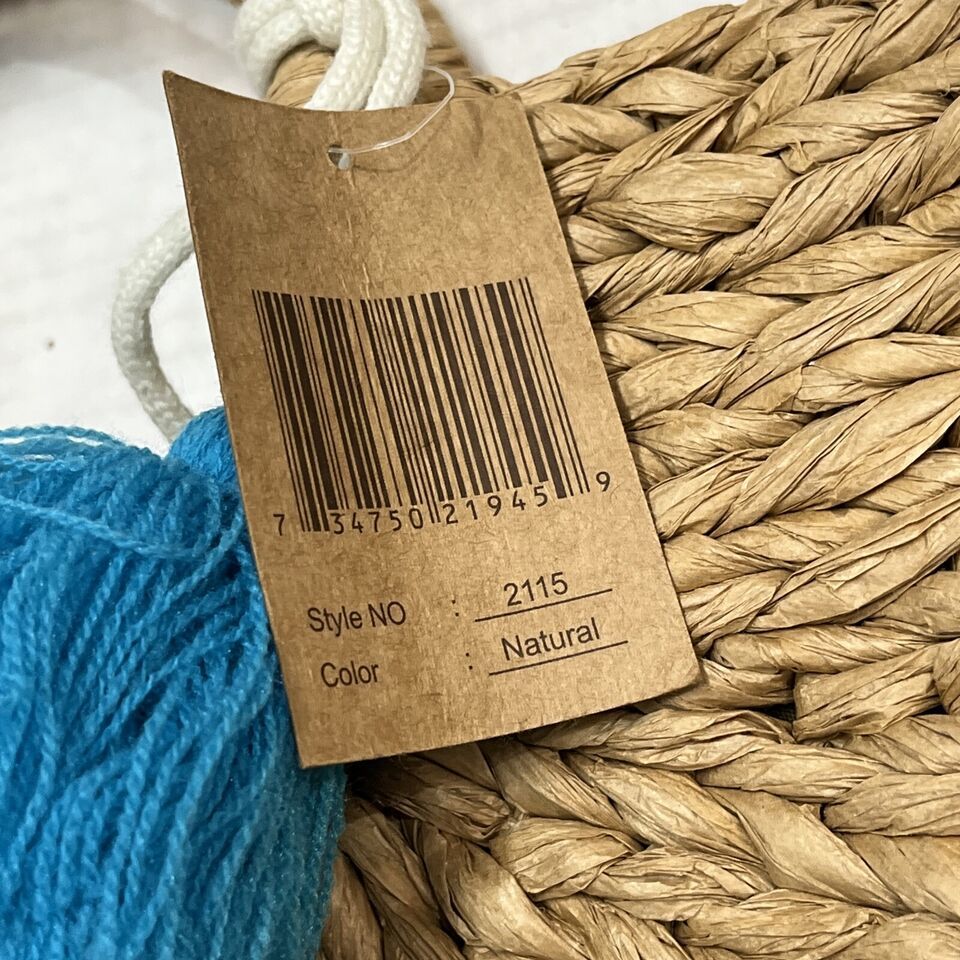 7 34750 21945 9
Style NO : 2115
Color : Natural